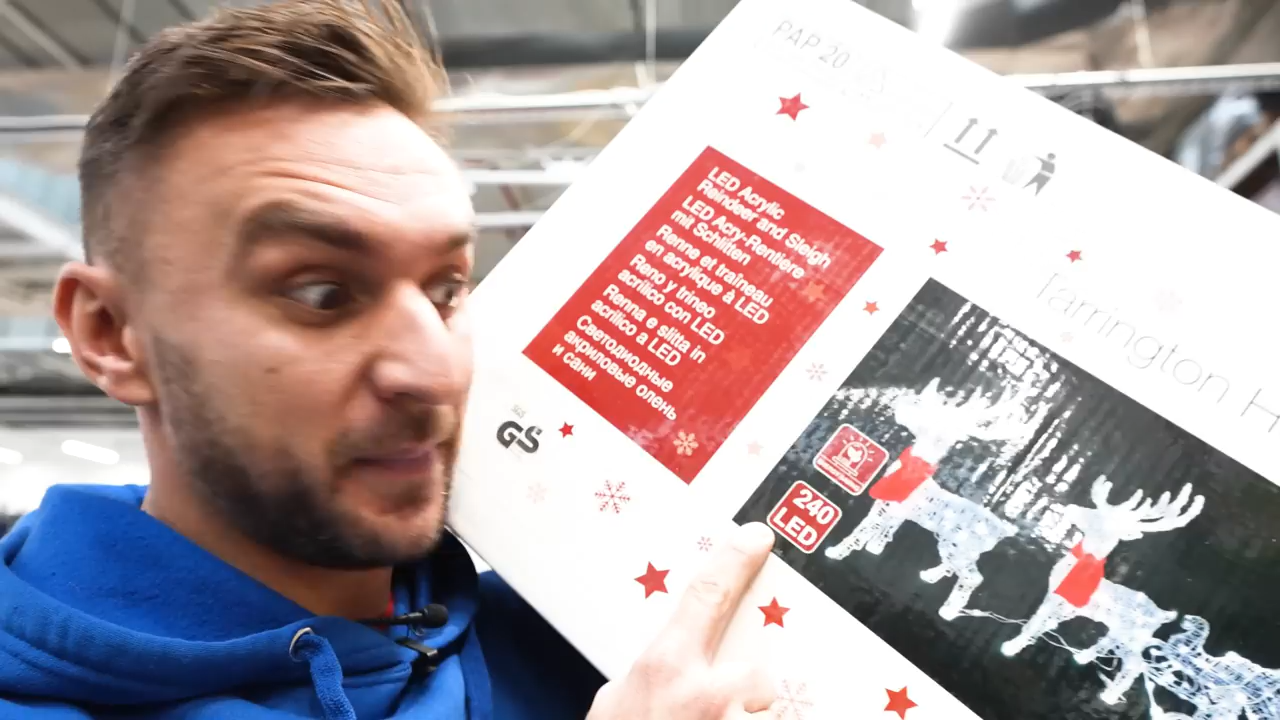 PAP 20
LED Acrylic
Reindeer and Sleigh
LED Acry-Rentiere
mit Schlitten
Renne et traîneau
en acrylique à LED
Reno y trineo
acrílico con LED
Renna e slitta in
acrilico a LED
Светодиодные
акриловые олень
и сани
GS
Tarrington H
240
LED